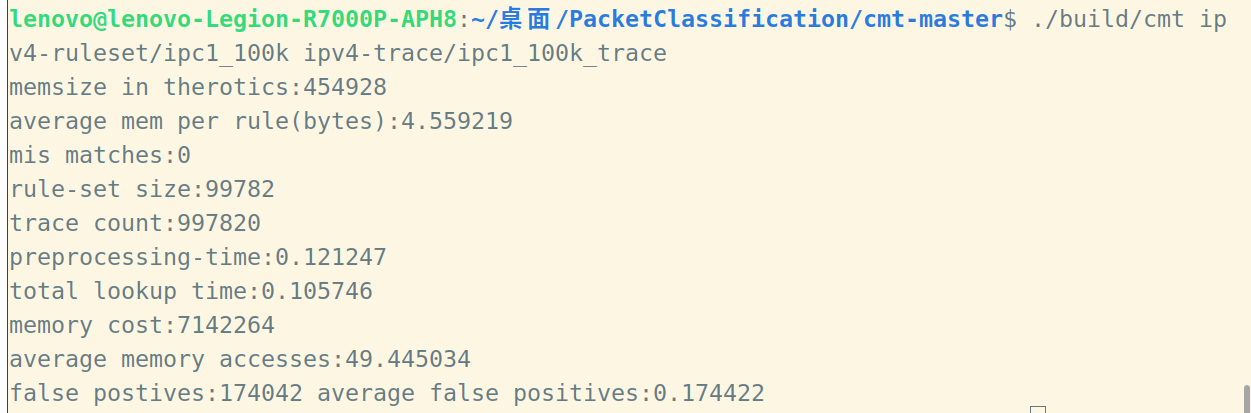 lenovo@lenovo-Legion-R7000P-APH8:~/桌面/PacketClassification/cmt-master$ ./build/cmt ip
v4-ruleset/ipc1_100k ipv4-trace/ipc1_100k_trace
memsize in therotics:454928
average mem per rule(bytes):4.559219
mis matches:0
rule-set size:99782
trace count:997820
preprocessing-time:0.121247
total lookup time:0.105746
memory cost:7142264
average memory accesses:49.445034
false postives:174042 average false positives:0.174422